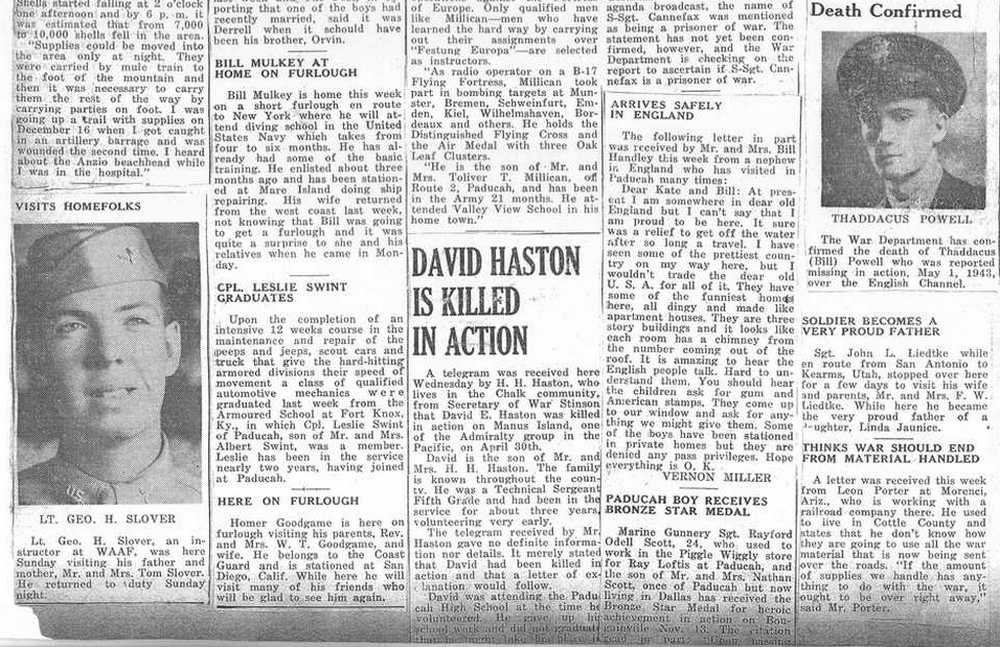 Shells started falling at 2 o'clock
one afternoon and by 6 p. m. it
was estimated that from 7,000
to 10,000 shells fell in the area.
"Supplies could be moved into
the area only at night. They
were carried by mule train to
the foot of the mountain and
then it was necessary to carry
them the rest of the way by
carrying parties on foot. I was
going up a trail with supplies on
December 16 when I got caught
in an artillery barrage and was
wounded the second time. I heard
about the Anzio beachhead while
I was in the hospital."
VISITS HOMEFOLKS
LT. GEO. H. SLOVER
Lt. Geo. H. Slover, an in-
structor at WAAF, was here
Sunday visiting his father and
mother, Mr. and Mrs. Tom Slover.
He returned to duty Sunday
night.
porting that one of the boys had
recently married, said it was
Derrell when it schould have
been his brother, Orvin.
BILL MULKEY AT
HOME ON FURLOUGH
Bill Mulkey is home this week
on a short furlough en route
to New York where he will at-
tend diving school in the United
States Navy which takes from
four to six months. He has al-
ready had some of the basic
training. He enlisted about three
months ago and has been station-
ed at Mare Island doing ship
repairing. His wife returned
from the west coast last week,
not knowing that Bill was going
to get a furlough and it was
quite a surprise to she and his
relatives when he came in Mon-
day.
CPL. LESLIE SWINT
GRADUATES
Upon the completion of an
intensive 12 weeks course in the
maintenance and repair of the
peeps and jeeps, scout cars and
truck that give the hard-hitting
armored divisions their speed of
movement a class of qualified
automotive mechanics were
graduated last week from the
Armoured School at Fort Knox,
Ky., in which Cpl. Leslie Swint
of Paducah, son of Mr. and Mrs.
Albert Swint, was a member.
Leslie has been in the service
nearly two years, having joined
at Paducah.
HERE ON FURLOUGH
Homer Goodgame is here on
furlough visiting his parents, Rev.
and Mrs. W. T. Goodgame, and
wife. He belongs to the Coast
Guard and is stationed at San
Diego, Calif. While here he will
visit many of his friends who
will be glad to see him again.
of Europe. Only qualified men
like Millican—men who have
learned the hard way by carrying
out their assignments over
"Festung Europa"—are selected
as instructors.
"As radio operator on a B-17
Flying Fortress, Millican took
part in bombing targets at Mun-
ster, Bremen, Schweinfurt, Em-
den, Kiel, Wilhelmshaven, Bor-
deaux and others. He holds the
Distinguished Flying Cross and
the Air Medal with three Oak
Leaf Clusters.
"He is the son of Mr. and
Mrs. Toliver T. Millican, of
Route 2, Paducah, and has been
in the Army 21 months. He at-
tended Valley View School in his
home town."
DAVID HASTON
IS KILLED
IN ACTION
A telegram was received here
Wednesday by H. H. Haston, who
lives in the Chalk community,
from Secretary of War Stinson
that David E. Haston was killed
in action on Manus Island, one
of the Admiralty group in the
Pacific, on April 30th.
David is the son of Mr. and
Mrs. H. H. Haston. The family
is known throughout the coun-
ty. He was a Technical Sergeant
Fifth Grade and had been in the
service for about three years,
volunteering very early.
The telegram received by Mr.
Haston gave no definite informa-
tion nor details. It merely stated
that David had been killed in
action and that a letter of ex-
planation would follow.
David was attending the Padu-
cah High School at the time he
volunteered. He gave up his
school work and did not graduate
aganda broadcast, the name of
S-Sgt. Cannefax was mentioned
as being a prisoner of war. The
statement has not yet been con-
firmed, however, and the War
Department is checking on the
report to ascertain if S-Sgt. Can-
nefax is a prisoner of war.
ARRIVES SAFELY
IN ENGLAND
The following letter in part
was received by Mr. and Mrs. Bill
Handley this week from a nephew
in England who has visited in
Paducah many times:
Dear Kate and Bill: At pres-
ent I am somewhere in dear old
England but I can't say that I
am proud to be here. It sure
was a relief to get off the water
after so long a travel. I have
seen some of the prettiest coun-
try on my way here, but I
wouldn't trade the dear old
U. S. A. for all of it. They have
some of the funniest homes
here, all dingy and made like
apartment houses. They are three
story buildings and it looks like
each room has a chimney from
the number coming out of the
roof. It is amazing to hear the
English people talk. Hard to un-
derstand them. You should hear
the children ask for gum and
American stamps. They come up
to our window and ask for any-
thing we might give them. Some
of the boys have been stationed
in private homes but they are
denied any pass privileges. Hope
everything is O. K.
VERNON MILLER
PADUCAH BOY RECEIVES
BRONZE STAR MEDAL
Marine Gunnery Sgt. Rayford
Odell Scott, 24, who used to
work in the Piggle Wiggly store
for Ray Loftis at Paducah, and
the son of Mr. and Mrs. Nathan
Scott, once of Paducah but now
living in Dallas has received the
Bronze Star Medal for heroic
achievement in action on Bou-
gainville Nov. 13. The citation
read in part: "Upon
Death Confirmed
THADDACUS POWELL
The War Department has con-
firmed the death of Thaddacus
(Bill) Powell who was reported
missing in action, May 1, 1943,
over the English Channel.
SOLDIER BECOMES A
VERY PROUD FATHER
Sgt. John L. Liedtke while
en route from San Antonio to
Kearns, Utah, stopped over here
for a few days to visit his wife
and parents, Mr. and Mrs. F. W.
Liedtke. While here he became
the very proud father of a
daughter, Linda Jaunice.
THINKS WAR SHOULD END
FROM MATERIAL HANDLED
A letter was received this week
from Leon Porter at Morenci,
Ariz., who is working with a
railroad company there. He used
to live in Cottle County and
states that he don't know how
they are going to use all the war
material that is now being sent
over the roads. "If the amount
of supplies we handle has any-
thing to do with the war, it
ought to be over right away,"
said Mr. Porter.